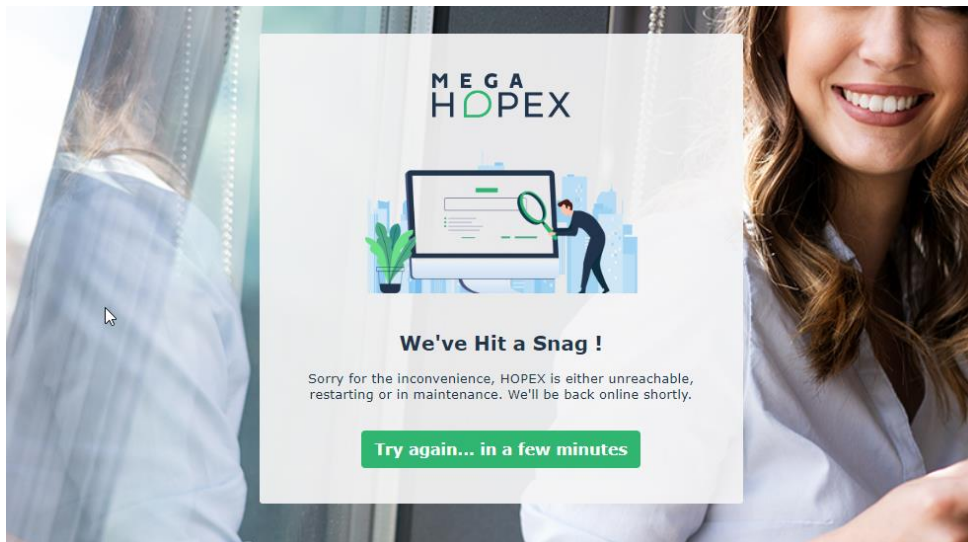 MEGA
HOPEX
We've Hit a Snag !
Sorry for the inconvenience, HOPEX is either unreachable,
restarting or in maintenance. We'll be back online shortly.
Try again... in a few minutes